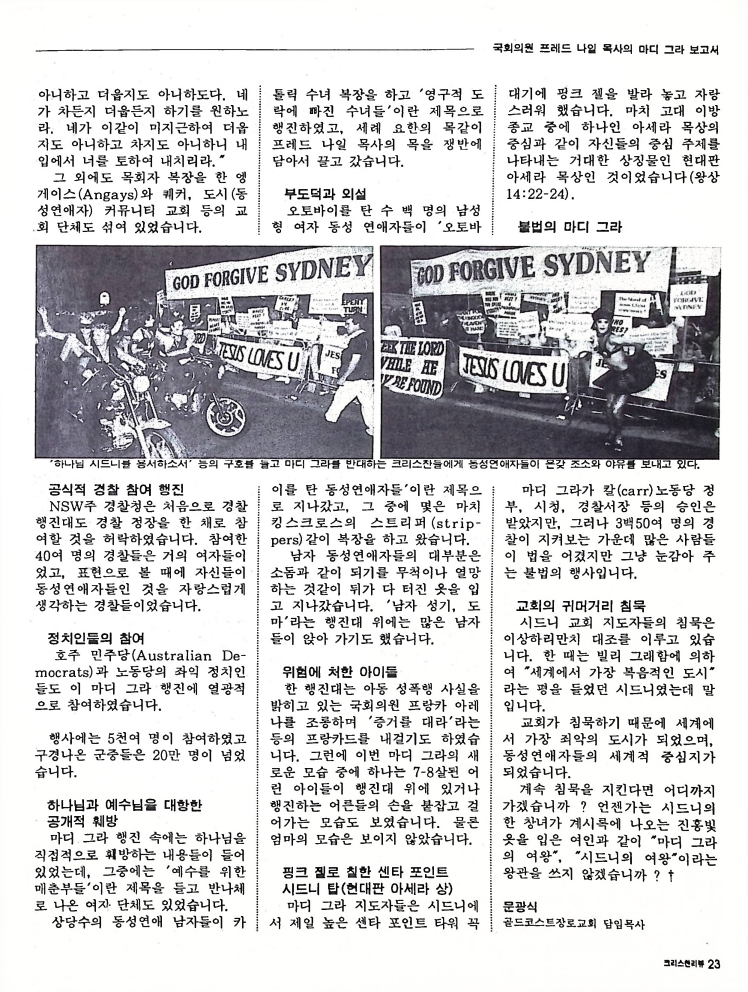 국회의원 프레드 나일 목사의 마디 그라 보고서
아니하고 더웁지도 아니하도다. 네
가 차든지 더웁든지 하기를 원하노
라. 네가 이같이 미지근하여 더웁
지도 아니하고 차지도 아니하니 내
입에서 너를 토하여 내치리라."
그 외에도 목회자 복장을 한 앵
게이스(Angays)와 퀘커, 도시(동
성연애자) 커뮤니티 교회 등의 교
회 단체도 섞여 있었습니다.
공식적 경찰 참여 행진
NSW주 경찰청은 처음으로 경찰
행진대도 경찰 정장을 한 채로 참
여할 것을 허락하였습니다. 참여한
40여 명의 경찰들은 거의 여자들이
었고, 표현으로 볼 때에 자신들이
동성연애자들인 것을 자랑스럽게
생각하는 경찰들이었습니다.
정치인들의 참여
호주 민주당(Australian De-
mocrats)과 노동당의 좌익 정치인
들도 이 마디 그라 행진에 열광적
으로 참여하였습니다.
행사에는 5천여 명이 참여하였고
구경나온 군중들은 20만 명이 넘었
습니다.
하나님과 예수님을 대항한
공개적 훼방
마디 그라 행진 속에는 하나님을
직접적으로 훼방하는 내용들이 들어
있었는데, 그중에는 '예수를 위한
매춘부들'이란 제목을 들고 반나체
로 나온 여자 단체도 있었습니다.
상당수의 동성연애 남자들이 카
톨릭 수녀 복장을 하고 '영구적 도
락에 빠진 수녀들'이란 제목으로
행진하였고, 세례 요한의 목같이
프레드 나일 목사의 목을 쟁반에
담아서 끌고 갔습니다.
부도덕과 외설
오토바이를 탄 수 백 명의 남성
형 여자 동성 연애자들이 '오토바
이를 탄 동성연애자들'이란 제목으
로 지나갔고, 그 중에 몇은 마치
킹스크로스의 스트리퍼(strip-
pers)같이 복장을 하고 왔습니다.
남자 동성연애자들의 대부분은
소돔과 같이 되기를 무척이나 열망
하는 것같이 뒤가 다 터진 옷을 입
고 지나갔습니다. '남자 성기, 도
마'라는 행진대 위에는 많은 남자
들이 앉아 가기도 했습니다.
위험에 처한 아이들
한 행진대는 아동 성폭행 사실을
밝히고 있는 국회의원 프랑카 아레
나를 조롱하며 '증거를 대라'라는
등의 프랑카드를 내걸기도 하였습
니다. 그런데 이번 마디 그라의 새
로운 모습 중에 하나는 7-8살된 어
린 아이들이 행진대 위에 있거나
행진하는 어른들의 손을 붙잡고 걸
어가는 모습도 보였습니다. 물론
엄마의 모습은 보이지 않았습니다.
핑크 젤로 칠한 센타 포인트
시드니 탑(현대판 아세라 상)
마디 그라 지도자들은 시드니에
서 제일 높은 센타 포인트 타워 꼭
대기에 핑크 젤을 발라 놓고 자랑
스러워 했습니다. 마치 고대 이방
종교 중에 하나인 아세라 목상의
중심과 같이 자신들의 중심 주제를
나타내는 거대한 상징물인 현대판
아세라 목상인 것이었습니다(왕상
14:22-24).
불법의 마디 그라
마디 그라가 칼(carr)노동당 정
부, 시청, 경찰서장 등의 승인은
받았지만, 그러나 3백50여 명의 경
찰이 지켜보는 가운데 많은 사람들
이 법을 어겼지만 그냥 눈감아 주
는 불법의 행사입니다.
교회의 귀머거리 침묵
시드니 교회 지도자들의 침묵은
이상하리만치 대조를 이루고 있습
니다. 한 때는 빌리 그래함에 의하
여 "세계에서 가장 복음적인 도시"
라는 평을 들었던 시드니였는데 말
입니다.
교회가 침묵하기 때문에 세계에
서 가장 죄악의 도시가 되었으며,
동성연애자들의 세계적 중심지가
되었습니다.
계속 침묵을 지킨다면 어디까지
가겠습니까 ? 언젠가는 시드니의
한 창녀가 계시록에 나오는 진홍빛
옷을 입은 여인과 같이 "마디 그라
의 여왕", "시드니의 여왕"이라는
왕관을 쓰지 않겠습니까 ? †
문광식
골드코스트장로교회 담임목사
GOD FORGIVE SYDNEY
JESUS LOVES U
REPENT
TURN
GOD FORGIVE SYDNEY
GOD
FORGIVE
SYDNEY
SEEK THE LORD
WHILE HE
MAY BE FOUND
JESUS LOVES U
'하나님 시드니를 용서하소서' 등의 구호를 들고 마디 그라를 반대하는 크리스찬들에게 동성연애자들이 온갖 조소와 야유를 보내고 있다.
크리스찬리뷰 23